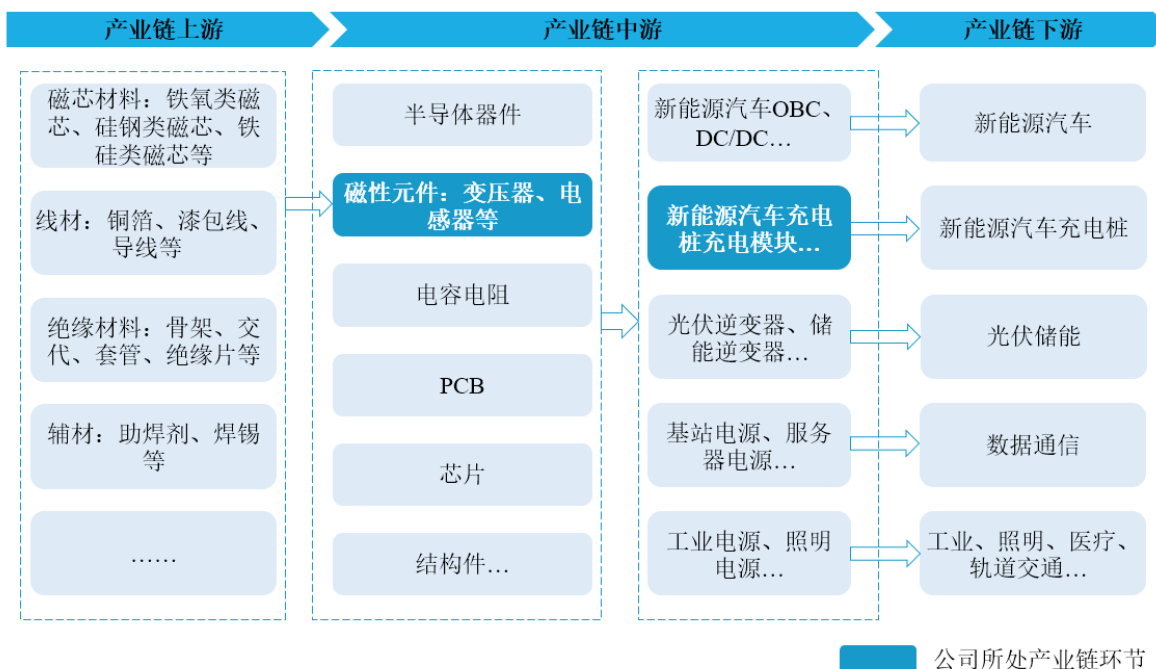 产业链上游
产业链中游
产业链下游
磁芯材料：铁氧类磁
芯、硅钢类磁芯、铁
硅类磁芯等
线材：铜箔、漆包线、
导线等
绝缘材料：骨架、交
代、套管、绝缘片等
辅材：助焊剂、焊锡
等
……
半导体器件
磁性元件：变压器、电
感器等
电容电阻
PCB
芯片
结构件…
新能源汽车OBC、
DC/DC…
新能源汽车充电
桩充电模块…
光伏逆变器、储
能逆变器…
基站电源、服务
器电源…
工业电源、照明
电源…
新能源汽车
新能源汽车充电桩
光伏储能
数据通信
工业、照明、医疗、
轨道交通…
公司所处产业链环节